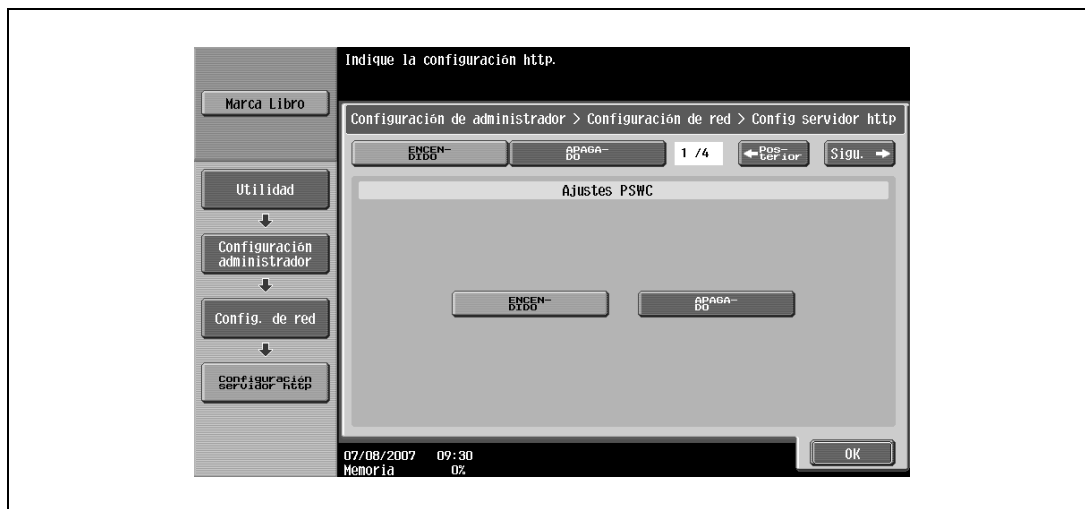 Indique la configuración http.
Marca Libro
Configuración de administrador > Configuración de red > Config servidor http
ENCEN-
DIDO
APAGA-
DO
1 /4
←Pos-
terior
Sigu. →
Utilidad
Ajustes PSWC
Configuración
administrador
ENCEN-
DIDO
APAGA-
DO
Config. de red
Configuración
servidor http
07/08/2007 09:30
Memoria 0%
OK